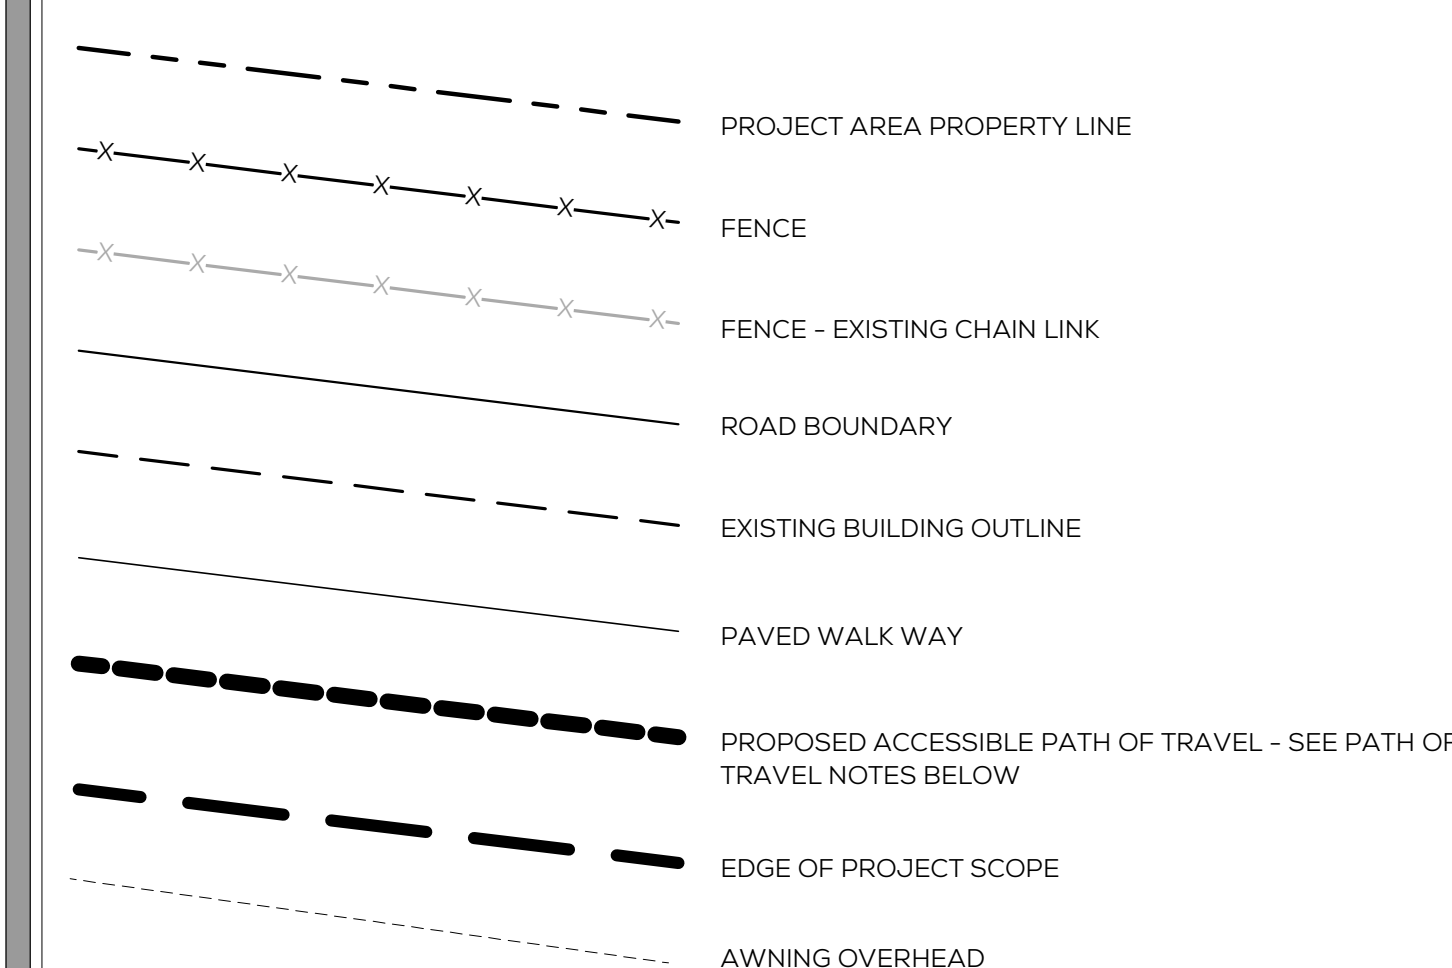 PROJECT AREA PROPERTY LINE
X X X X X X X
FENCE
X X X X X X X
FENCE - EXISTING CHAIN LINK
ROAD BOUNDARY
EXISTING BUILDING OUTLINE
PAVED WALK WAY
PROPOSED ACCESSIBLE PATH OF TRAVEL - SEE PATH OF
TRAVEL NOTES BELOW
EDGE OF PROJECT SCOPE
AWNING OVERHEAD